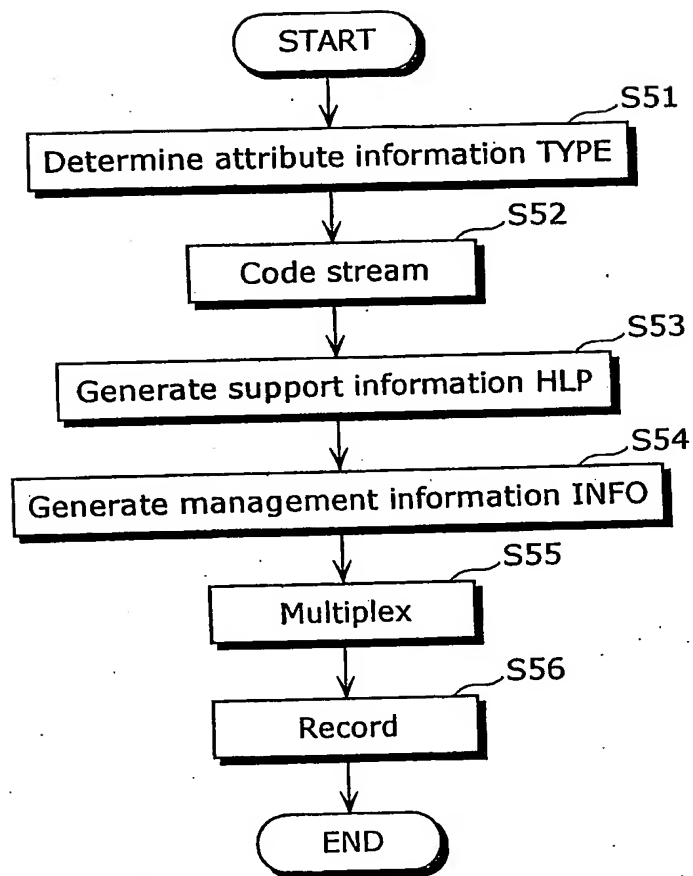 START
S51
Determine attribute information TYPE
S52
Code stream
S53
Generate support information HLP
S54
Generate management information INFO
S55
Multiplex
S56
Record
END